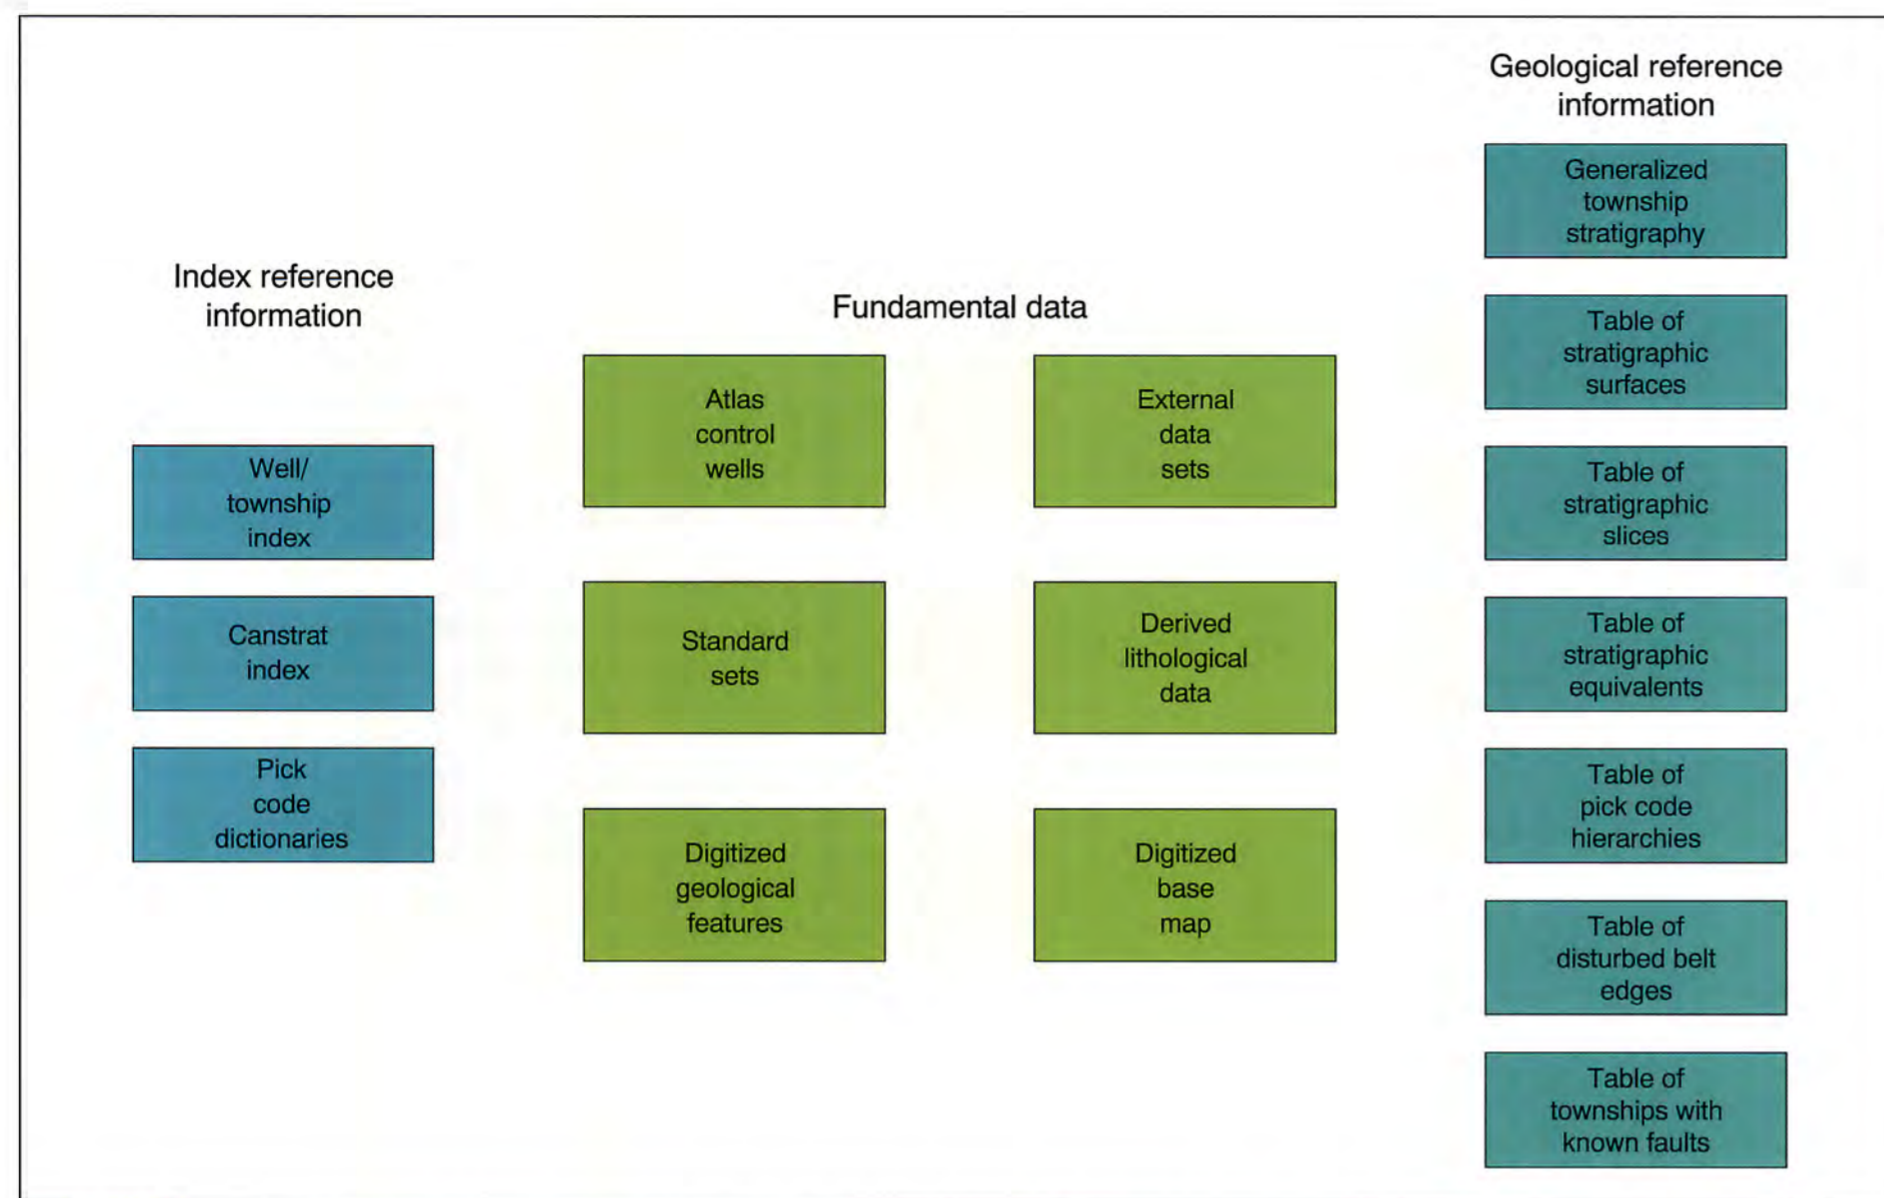 Index reference
information
Well/
township
index
Canstrat
index
Pick
code
dictionaries
Fundamental data
Atlas
control
wells
External
data
sets
Standard
sets
Derived
lithological
data
Digitized
geological
features
Digitized
base
map
Geological reference
information
Generalized
township
stratigraphy
Table of
stratigraphic
surfaces
Table of
stratigraphic
slices
Table of
stratigraphic
equivalents
Table of
pick code
hierarchies
Table of
disturbed belt
edges
Table of
townships with
known faults